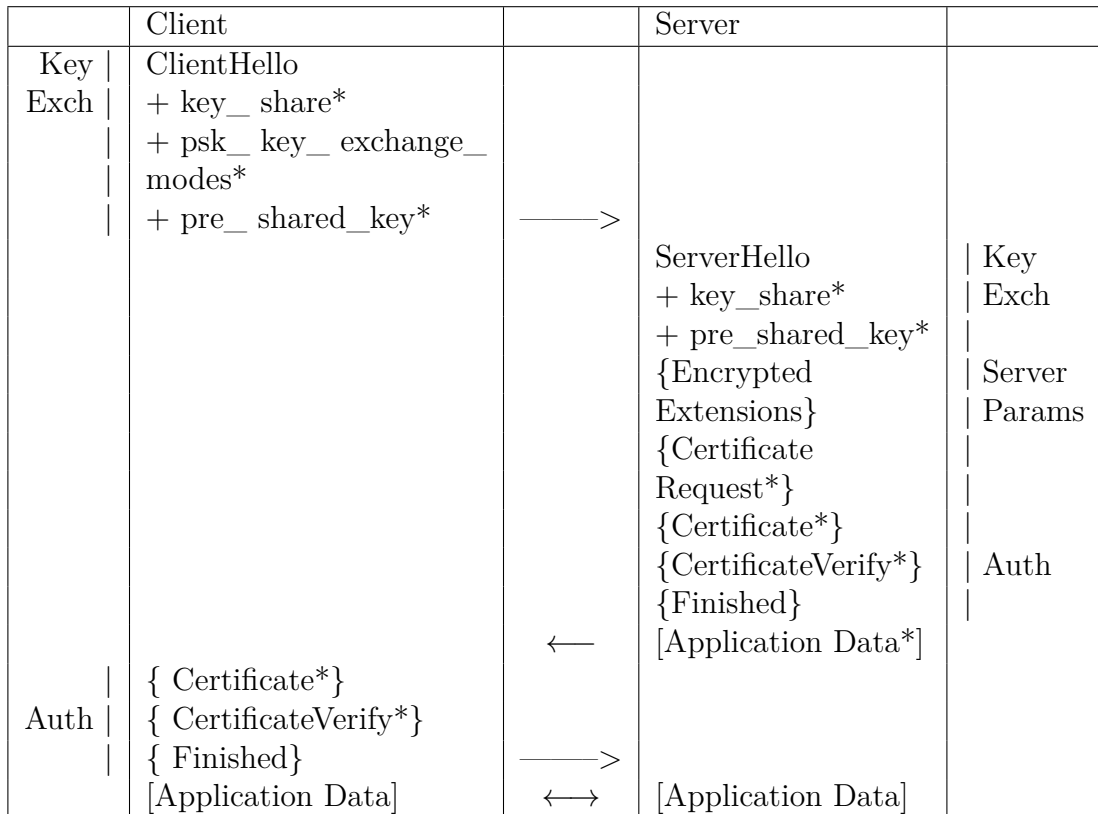 Client Server
Key | ClientHello
Exch | + key_ share*
| + psk_ key_ exchange_
| modes*
| + pre_ shared_key* ———>
ServerHello | Key
+ key_share* | Exch
+ pre_shared_key* |
{Encrypted | Server
Extensions} | Params
{Certificate |
Request*} |
{Certificate*} |
{CertificateVerify*} | Auth
{Finished} |
⟵ [Application Data*]
| { Certificate*}
Auth | { CertificateVerify*}
| { Finished} ———>
[Application Data] ⟷ [Application Data]